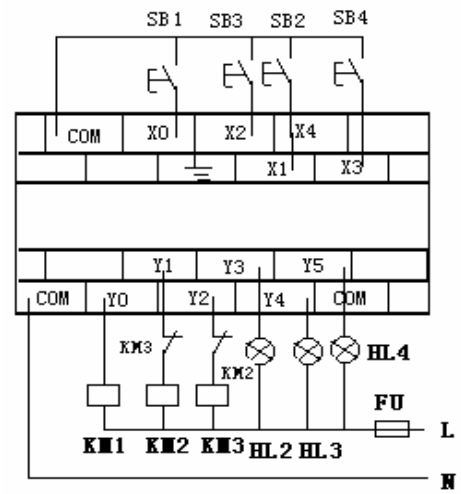 SB1 SB3 SB2 SB4
COM X0 X2 X4
X1 X3
Y1 Y3 Y5
COM Y0 Y2 Y4 COM
KM3 HL4
KM2
FU
L
KM1 KM2 KM3 HL2 HL3
N